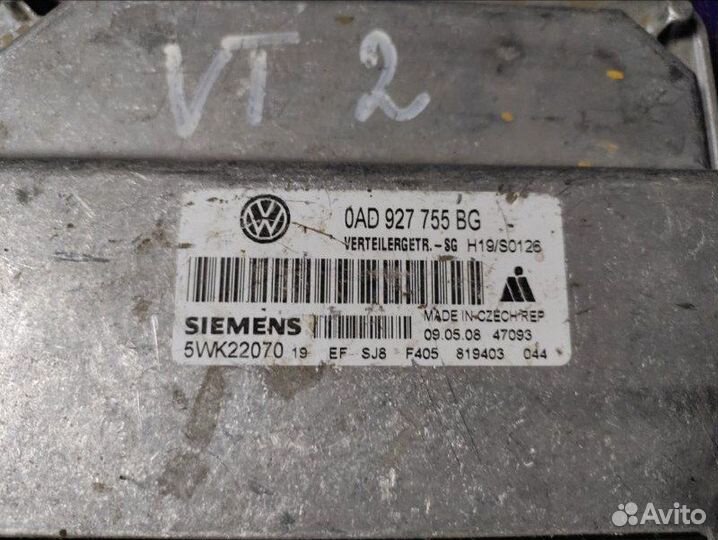 VT 2
0AD 927 755 BG
VERTEILERGETR.-SG H19/S0126
SIEMENS
MADE IN CZECH REP
09.05.08 47093
5WK22070 19 EF SJ8 F405 819403 044
Avito